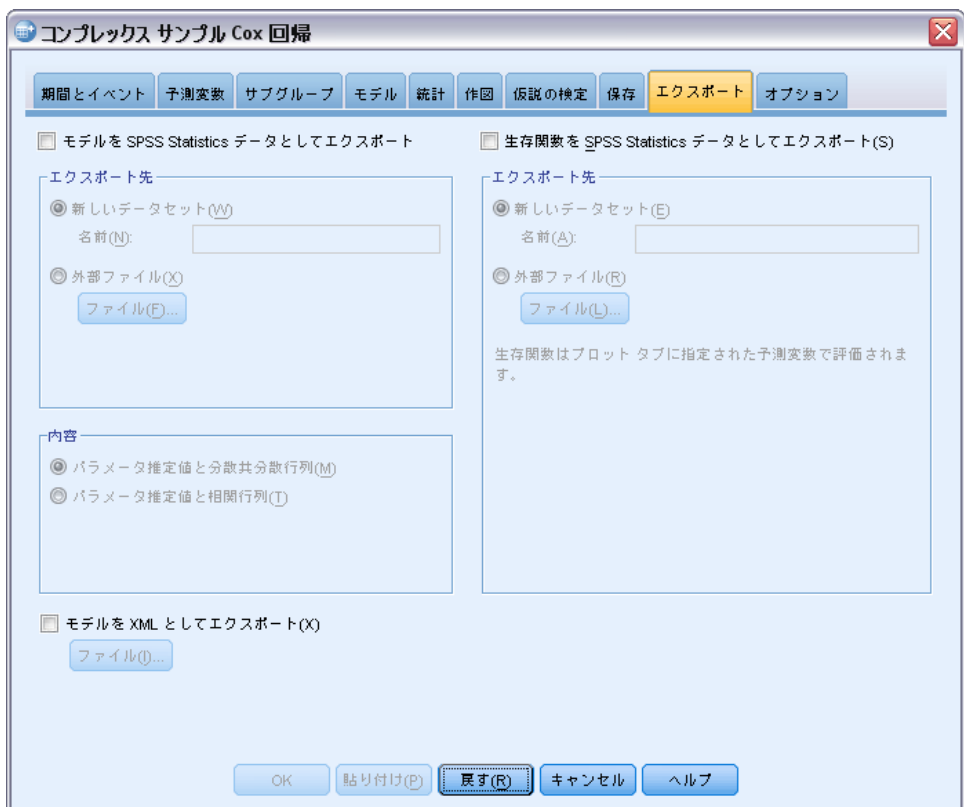 コンプレックス サンプル Cox 回帰
期間とイベント 予測変数 サブグループ モデル 統計 作図 仮説の検定 保存 エクスポート オプション
モデルを SPSS Statistics データとしてエクスポート
エクスポート先
新しいデータセット(W)
名前(N):
外部ファイル(X)
ファイル(F)...
内容
パラメータ推定値と分散共分散行列(M)
パラメータ推定値と相関行列(T)
モデルを XML としてエクスポート(X)
ファイル(I)...
生存関数を SPSS Statistics データとしてエクスポート(S)
エクスポート先
新しいデータセット(E)
名前(A):
外部ファイル(R)
ファイル(L)...
生存関数はプロット タブに指定された予測変数で評価されま
す。
OK 貼り付け(P) 戻す(R) キャンセル ヘルプ